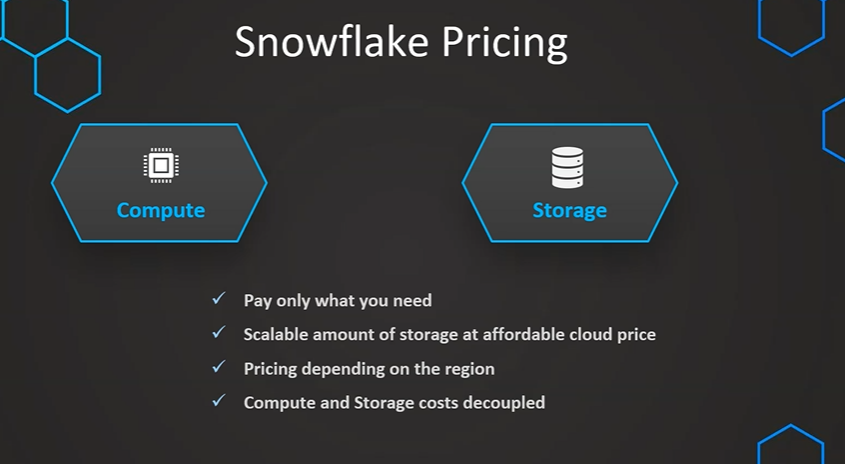 Snowflake Pricing
Compute
Storage
✓ Pay only what you need
✓ Scalable amount of storage at affordable cloud price
✓ Pricing depending on the region
✓ Compute and Storage costs decoupled